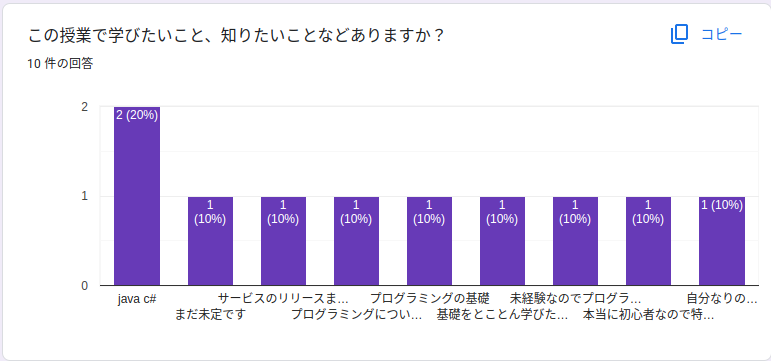 この授業で学びたいこと、知りたいことなどありますか？
コピー
10 件の回答
2
1
0
2 (20%)
1
(10%)
1
(10%)
1
(10%)
1
(10%)
1
(10%)
1
(10%)
1
(10%)
1 (10%)
java c#
まだ未定です
サービスのリリースま…
プログラミングについ…
プログラミングの基礎
基礎をとことん学びた…
未経験なのでプログラ…
本当に初心者なので特…
自分なりの…